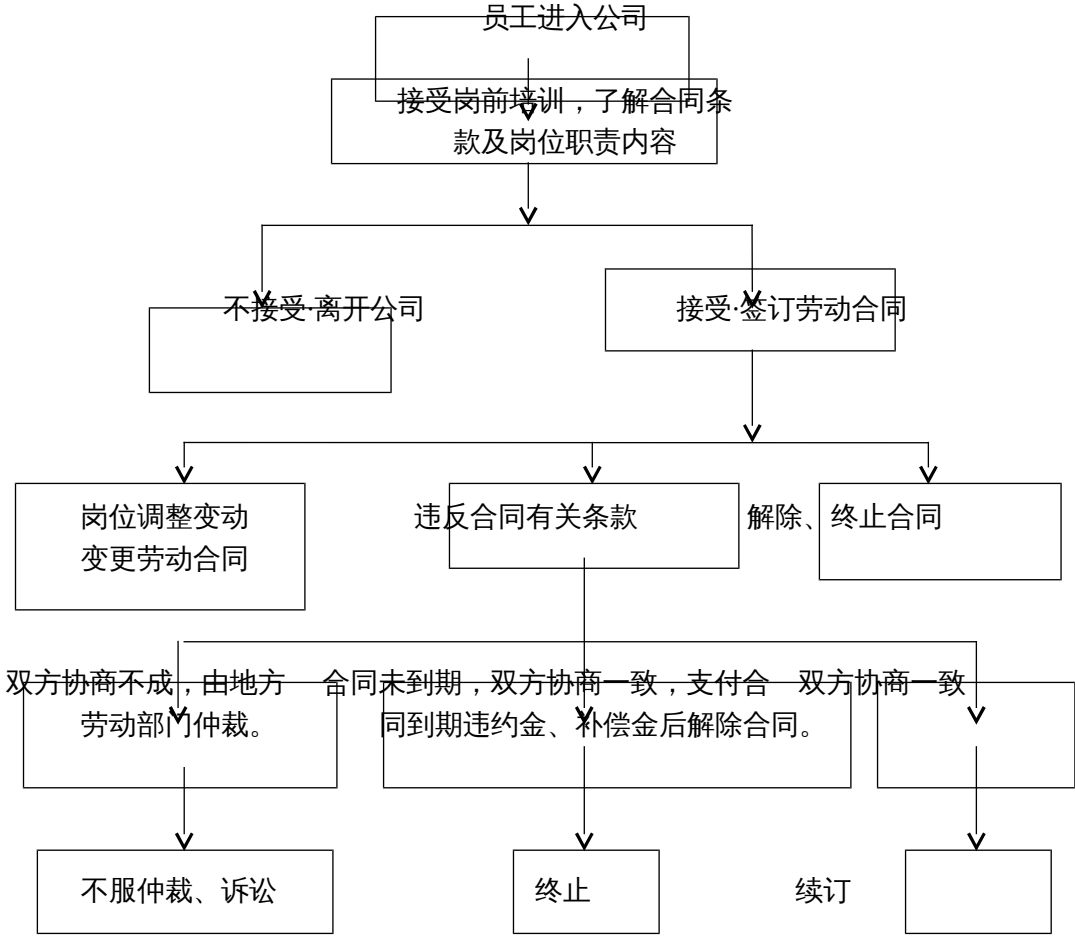 员工进入公司
接受岗前培训，了解合同条
款及岗位职责内容
不接受·离开公司 接受·签订劳动合同
岗位调整变动 违反合同有关条款 解除、终止合同
变更劳动合同
双方协商不成，由地方 合同未到期，双方协商一致，支付合 双方协商一致
劳动部门仲裁。 同到期违约金、补偿金后解除合同。
不服仲裁、诉讼 终止 续订